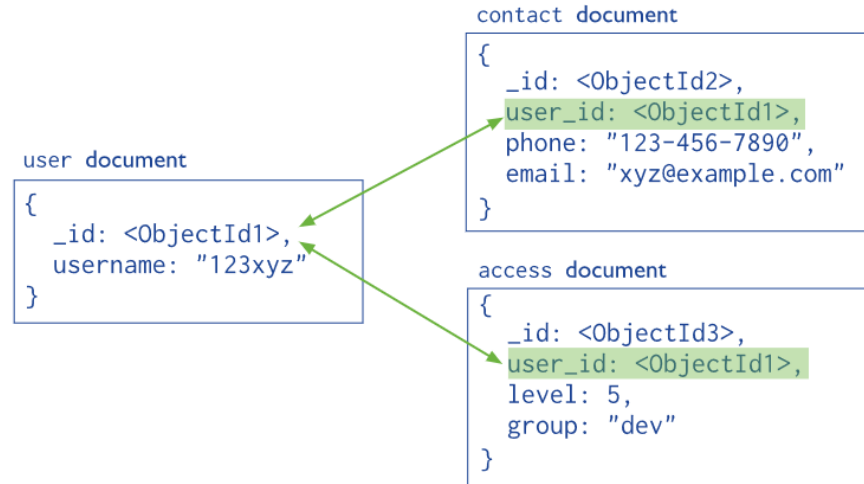 contact document
{
_id: <ObjectId2>,
user_id: <ObjectId1>,
phone: "123-456-7890",
email: "xyz@example.com"
}
user document
{
_id: <ObjectId1>,
username: "123xyz"
}
access document
{
_id: <ObjectId3>,
user_id: <ObjectId1>,
level: 5,
group: "dev"
}